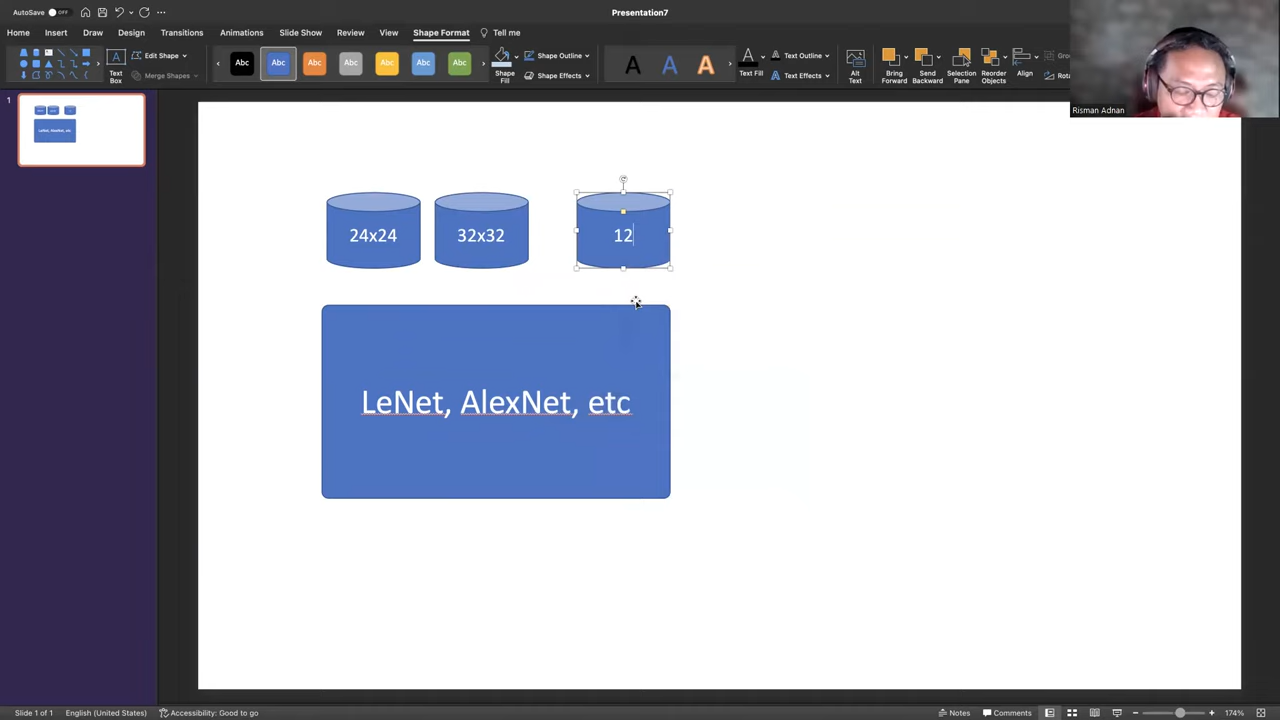 AutoSave OFF
Presentation7
Home Insert Draw Design Transitions Animations Slide Show Review View Shape Format Tell me
Text Box
Edit Shape
Merge Shapes
Abc Abc Abc Abc Abc Abc Abc
Shape Fill
Shape Outline
Shape Effects
A A A
Text Fill
Text Outline
Text Effects
Alt Text
Bring Forward
Send Backward
Selection Pane
Reorder Objects
Align
Risman Adnan
1
LeNet, AlexNet, etc
24x24
32x32
12
LeNet, AlexNet, etc
Slide 1 of 1
English (United States)
Accessibility: Good to go
Notes
Comments
174%